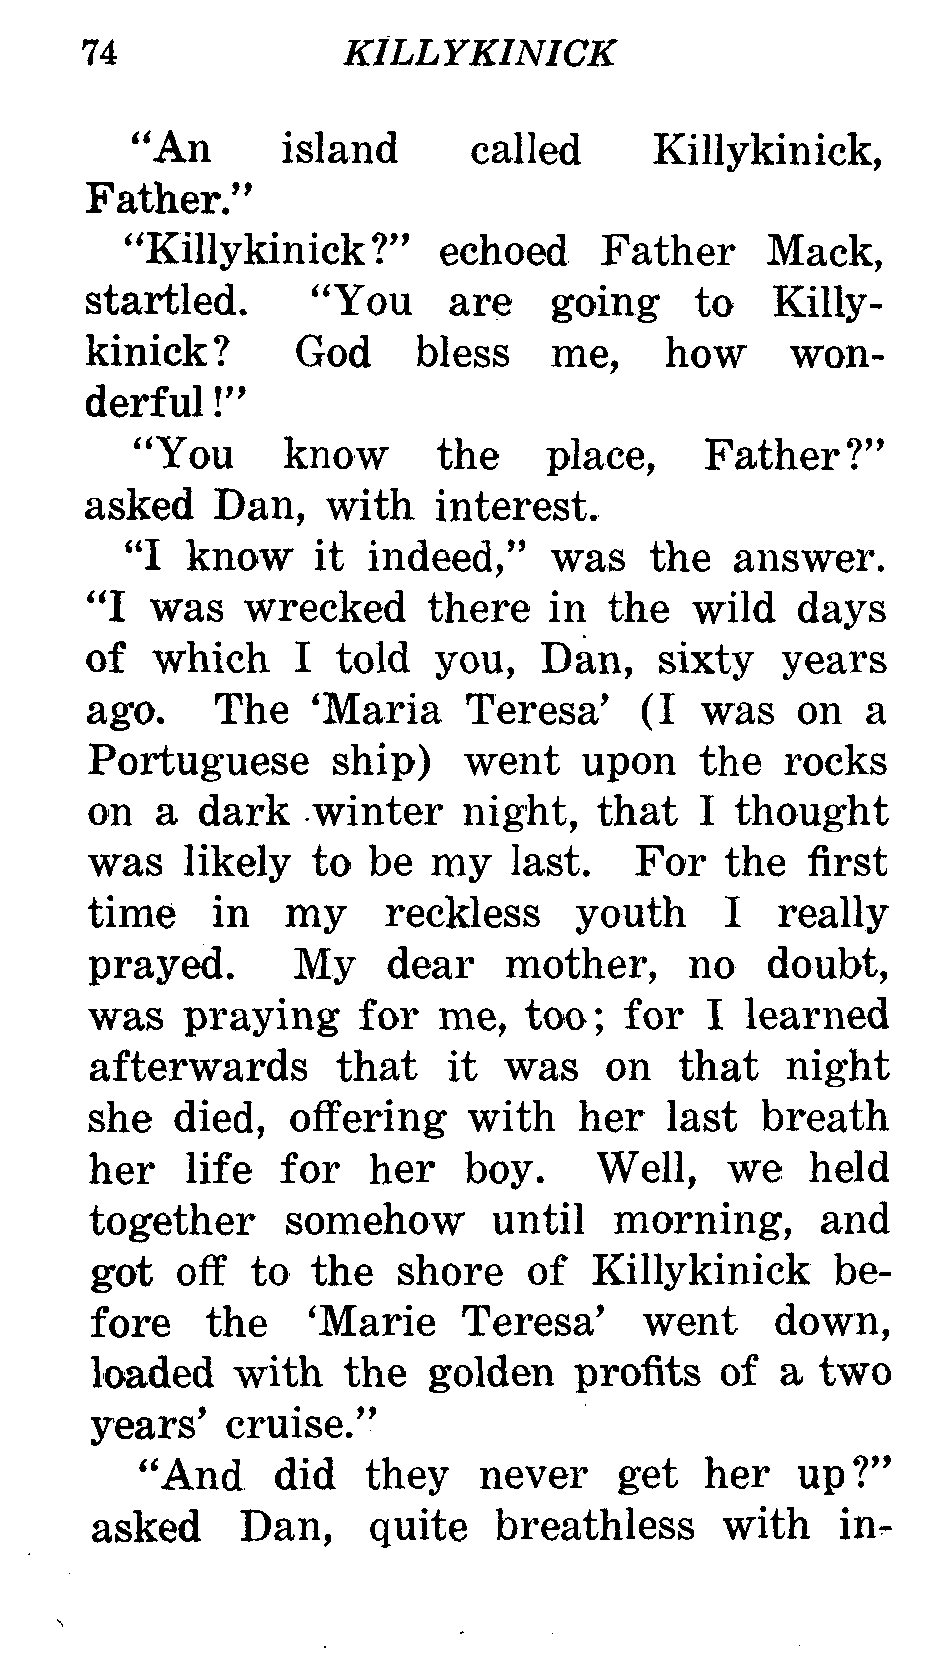 74 KILLYKINICK
“An island called Killykinick,
Father.”
“Killykinick?” echoed Father Mack,
startled. “You are going to Killy-
kinick? God bless me, how won-
derful!”
“You know the place, Father?”
asked Dan, with interest.
“I know it indeed,” was the answer.
“I was wrecked there in the wild days
of which I told you, Dan, sixty years
ago. The ‘Maria Teresa’ (I was on a
Portuguese ship) went upon the rocks
on a dark winter night, that I thought
was likely to be my last. For the first
time in my reckless youth I really
prayed. My dear mother, no doubt,
was praying for me, too; for I learned
afterwards that it was on that night
she died, offering with her last breath
her life for her boy. Well, we held
together somehow until morning, and
got off to the shore of Killykinick be-
fore the ‘Marie Teresa’ went down,
loaded with the golden profits of a two
years’ cruise.”
“And did they never get her up?”
asked Dan, quite breathless with in-